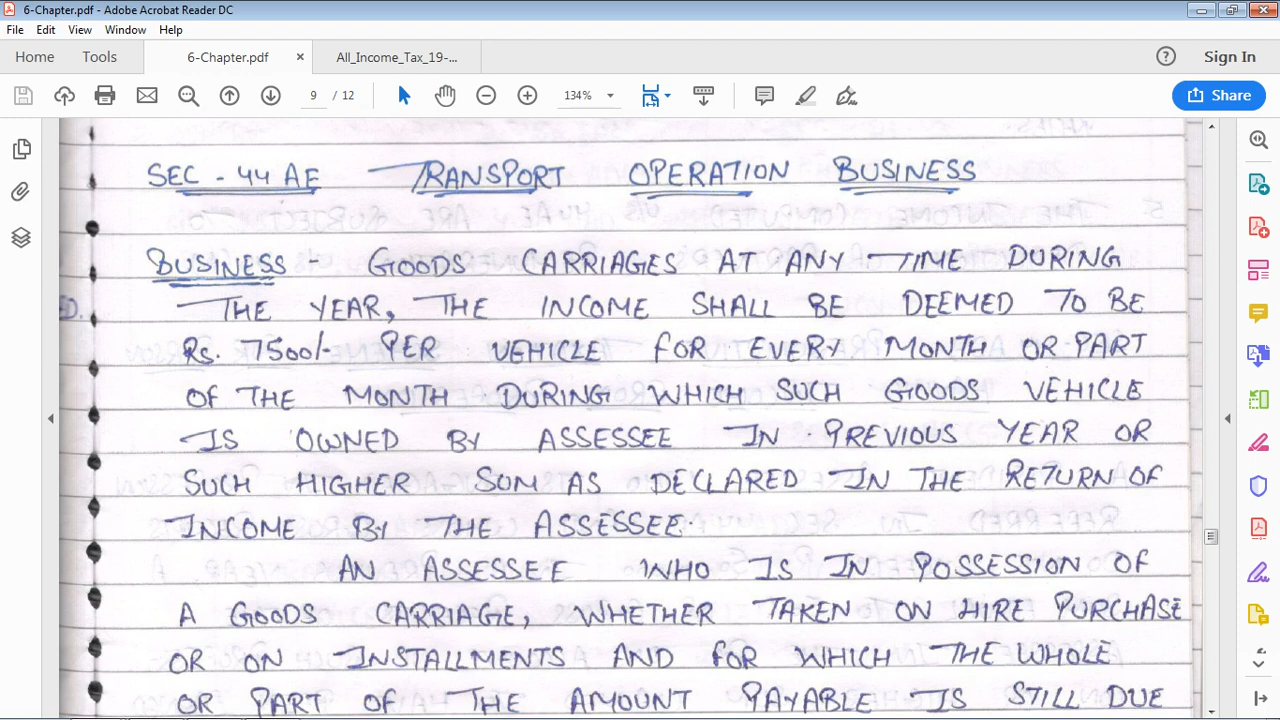 6-Chapter.pdf - Adobe Acrobat Reader DC
File Edit View Window Help
Home Tools 6-Chapter.pdf × All_Income_Tax_19-... ? Sign In
9 / 12 134% Share
SEC - 44 AE TRANSPORT OPERATION BUSINESS
BUSINESS - GOODS CARRIAGES AT ANY TIME DURING
THE YEAR, THE INCOME SHALL BE DEEMED TO BE
Rs. 7500/- PER VEHICLE FOR EVERY MONTH OR PART
OF THE MONTH DURING WHICH SUCH GOODS VEHICLE
IS OWNED BY ASSESSEE IN PREVIOUS YEAR OR
SUCH HIGHER SUM AS DECLARED IN THE RETURN OF
INCOME BY THE ASSESSEE.
AN ASSESSEE WHO IS IN POSSESSION OF
A GOODS CARRIAGE, WHETHER TAKEN ON HIRE PURCHASE
OR ON INSTALLMENTS AND FOR WHICH THE WHOLE
OR PART OF THE AMOUNT PAYABLE IS STILL DUE